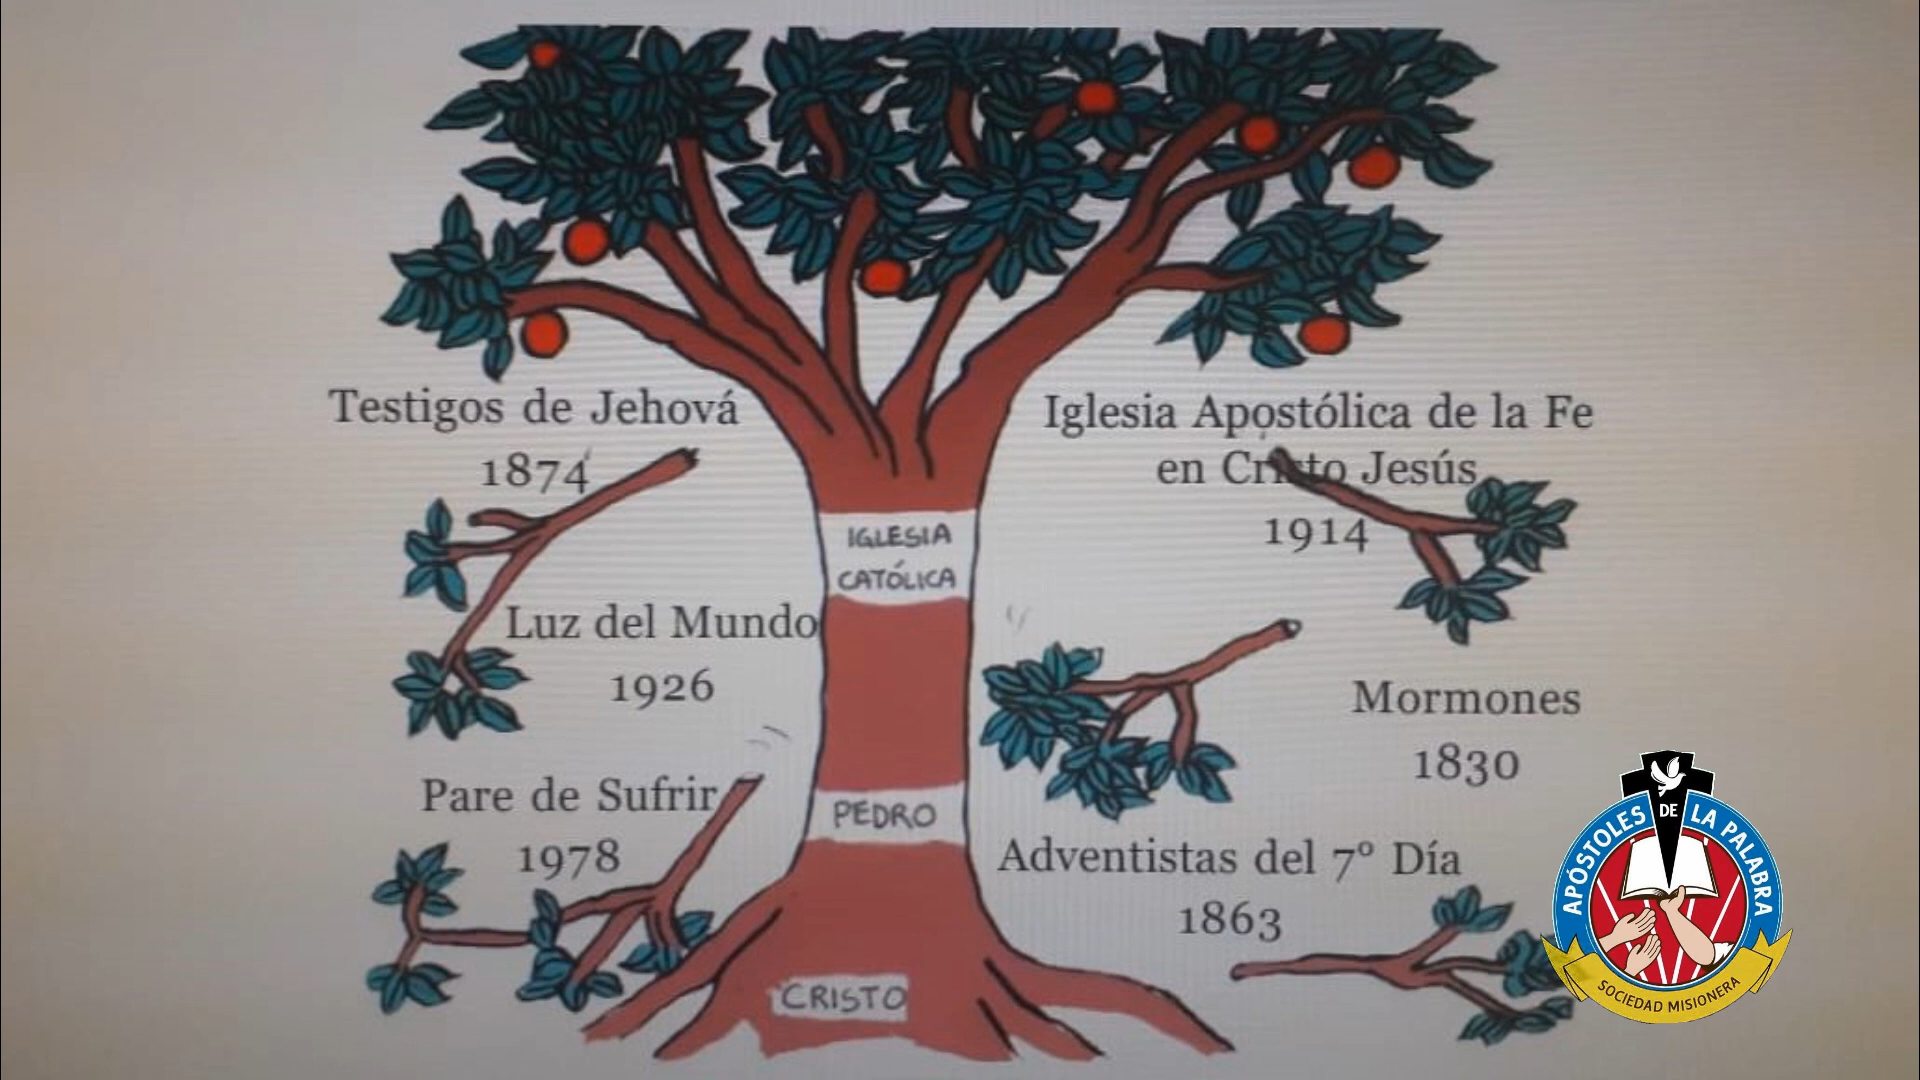 Testigos de Jehová
1874
Iglesia Apostólica de la Fe
en Cristo Jesús
1914
IGLESIA
CATÓLICA
Luz del Mundo
1926
Mormones
1830
Pare de Sufrir
1978
PEDRO
Adventistas del 7º Día
1863
CRISTO
APÓSTOLES DE LA PALABRA
SOCIEDAD MISIONERA